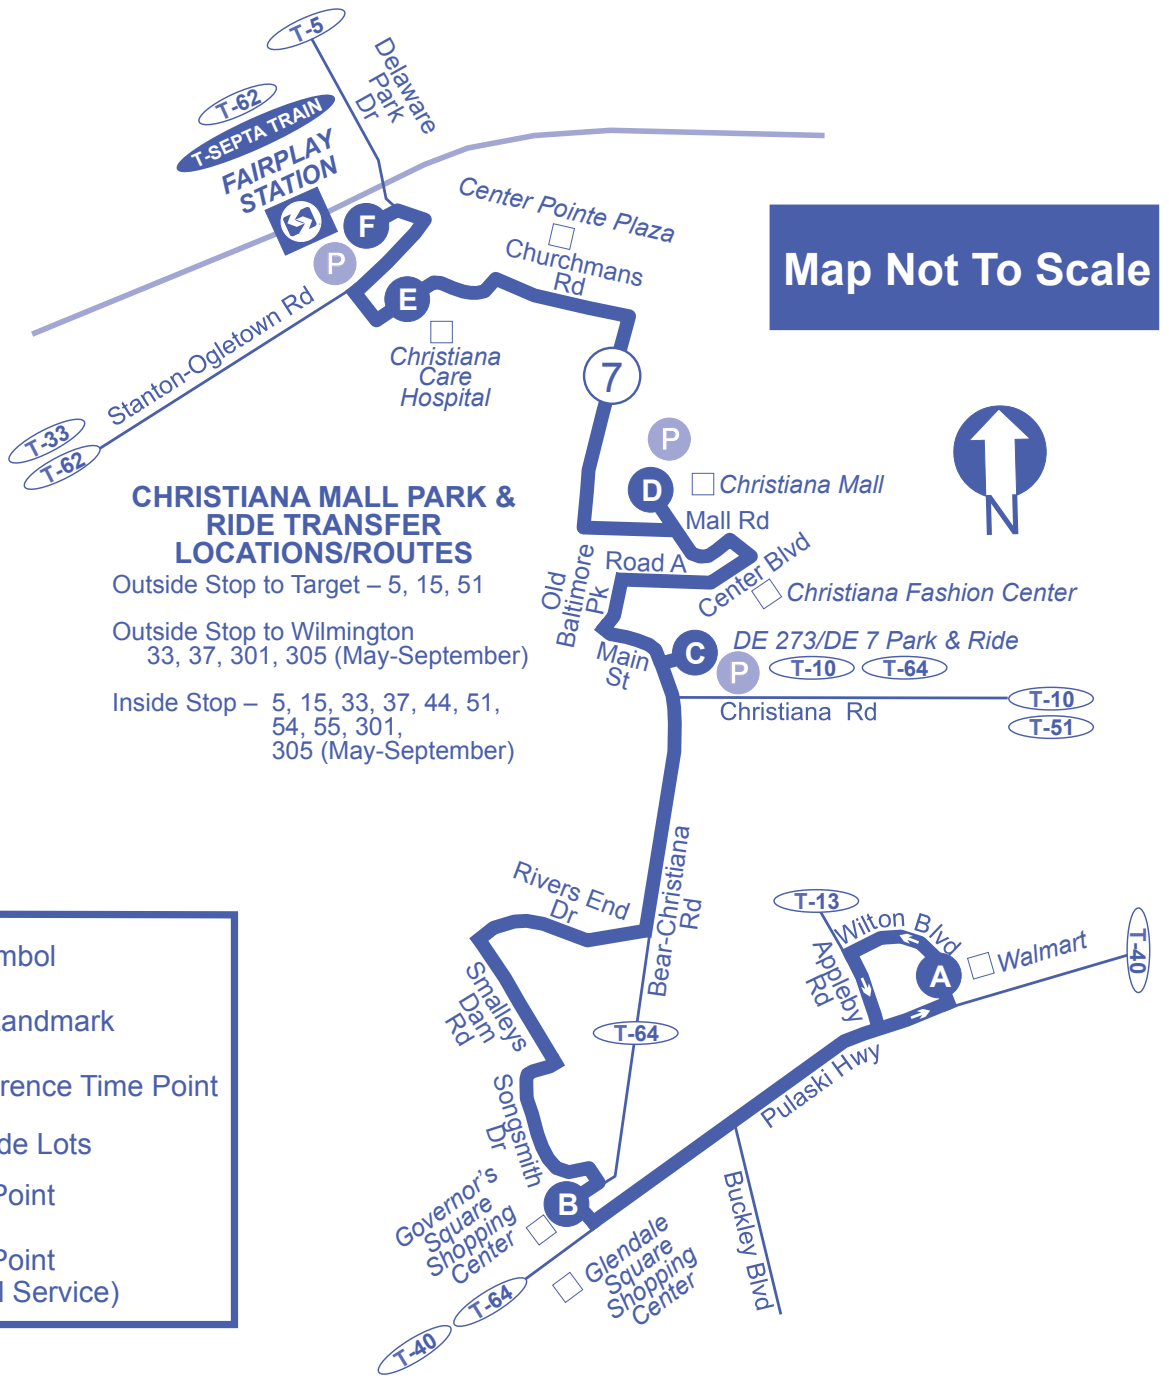 T-5
Delaware
Park
Dr
T-62
T-SEPTA TRAIN
FAIRPLAY
STATION
F
P
E
Center Pointe Plaza
Churchmans
Rd
Map Not To Scale
Stanton-Ogletown Rd
Christiana
Care
Hospital
7
T-33
T-62
P
D
Christiana Mall
Mall Rd
N
CHRISTIANA MALL PARK &
RIDE TRANSFER
LOCATIONS/ROUTES
Outside Stop to Target – 5, 15, 51
Outside Stop to Wilmington
33, 37, 301, 305 (May-September)
Inside Stop – 5, 15, 33, 37, 44, 51,
54, 55, 301,
305 (May-September)
Old
Baltimore
Pk
Road A
Center Blvd
Christiana Fashion Center
Main
St
C
DE 273/DE 7 Park & Ride
P
T-10
T-64
Christiana Rd
T-10
T-51
Bear-Christiana
Rd
Rivers End
Dr
Smalleys
Dam
Rd
T-13
Wilton Blvd
Appleby
Rd
A
Walmart
T-40
T-64
Pulaski Hwy
Songsmith
Dr
B
Governor's
Square
Shopping
Center
Glendale
Square
Shopping
Center
Buckley Blvd
T-64
T-40
mbol
Landmark
rence Time Point
de Lots
Point
Point
l Service)